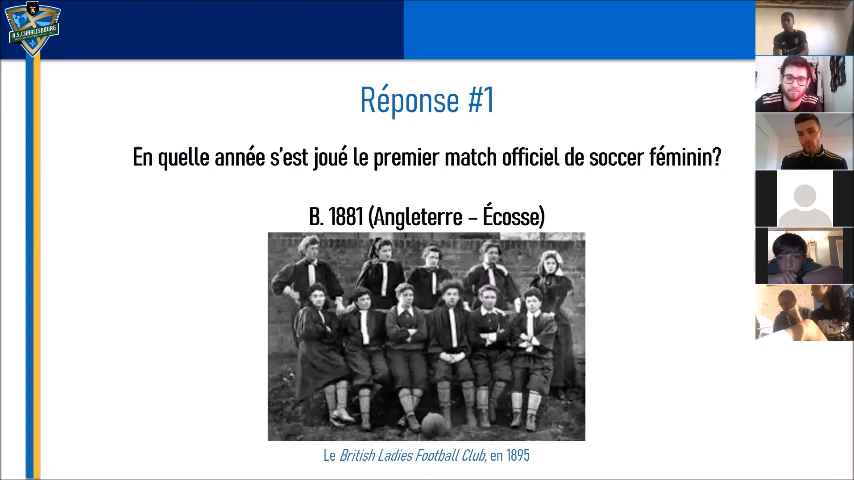 A.S. CHARLESBOURG
Réponse #1
En quelle année s'est joué le premier match officiel de soccer féminin?
B. 1881 (Angleterre – Écosse)
Le British Ladies Football Club, en 1895